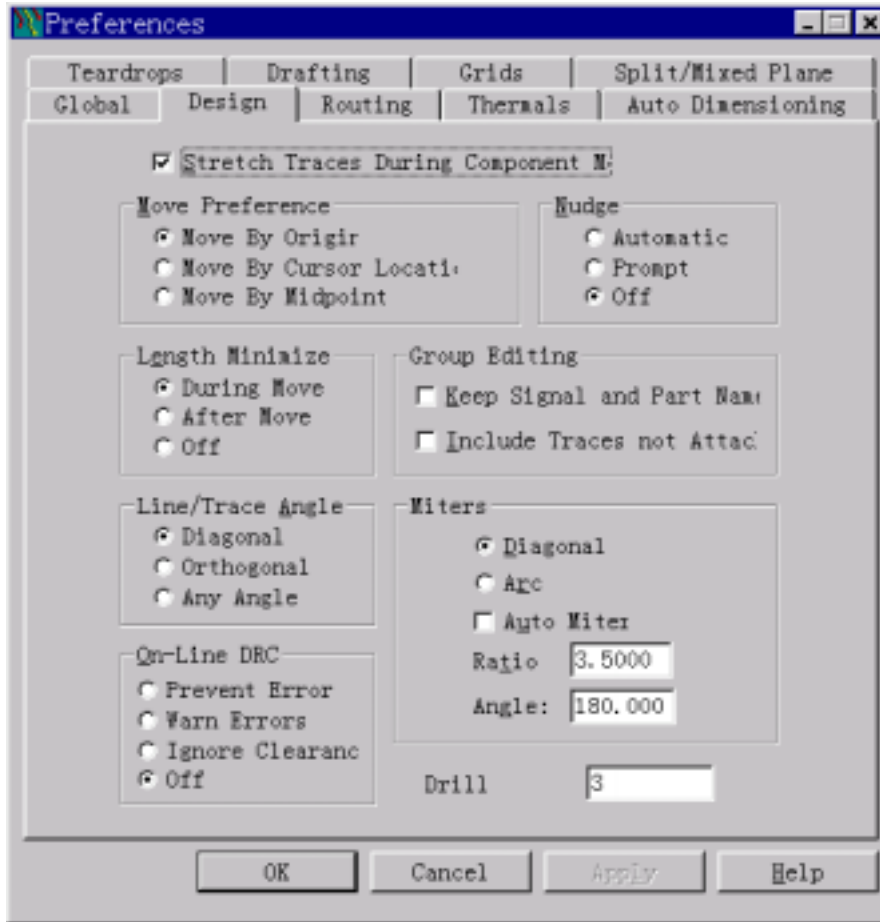 Preferences
Teardrops Drafting Grids Split/Mixed Plane
Global Design Routing Thermals Auto Dimensioning
Stretch Traces During Component M
Move Preference
Move By Origir
Move By Cursor Locati
Move By Midpoint
Nudge
Automatic
Prompt
Off
Length Minimize
During Move
After Move
Off
Group Editing
Keep Signal and Part Name
Include Traces not Attac
Line/Trace Angle
Diagonal
Orthogonal
Any Angle
Miters
Diagonal
Arc
Auto Miter
Ratio 3.5000
Angle: 180.000
On-Line DRC
Prevent Error
Warn Errors
Ignore Clearanc
Off
Drill 3
OK Cancel Apply Help